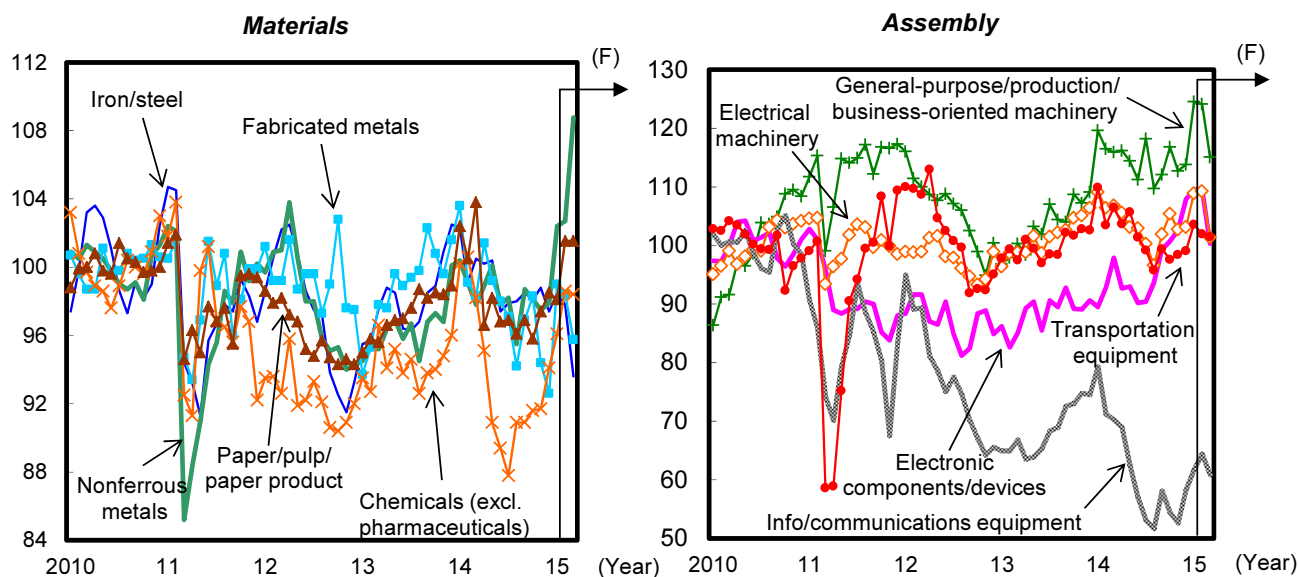 Materials
112
108
104
100
96
92
88
84
2010
11
12
13
14
15
(Year)
(F)
Iron/steel
Fabricated metals
Nonferrous
metals
Paper/pulp/
paper product
Chemicals (excl.
pharmaceuticals)
Assembly
130
120
110
100
90
80
70
60
50
2010
11
12
13
14
15
(Year)
(F)
General-purpose/production/
business-oriented machinery
Electrical
machinery
Transportation
equipment
Electronic
components/devices
Info/communications equipment